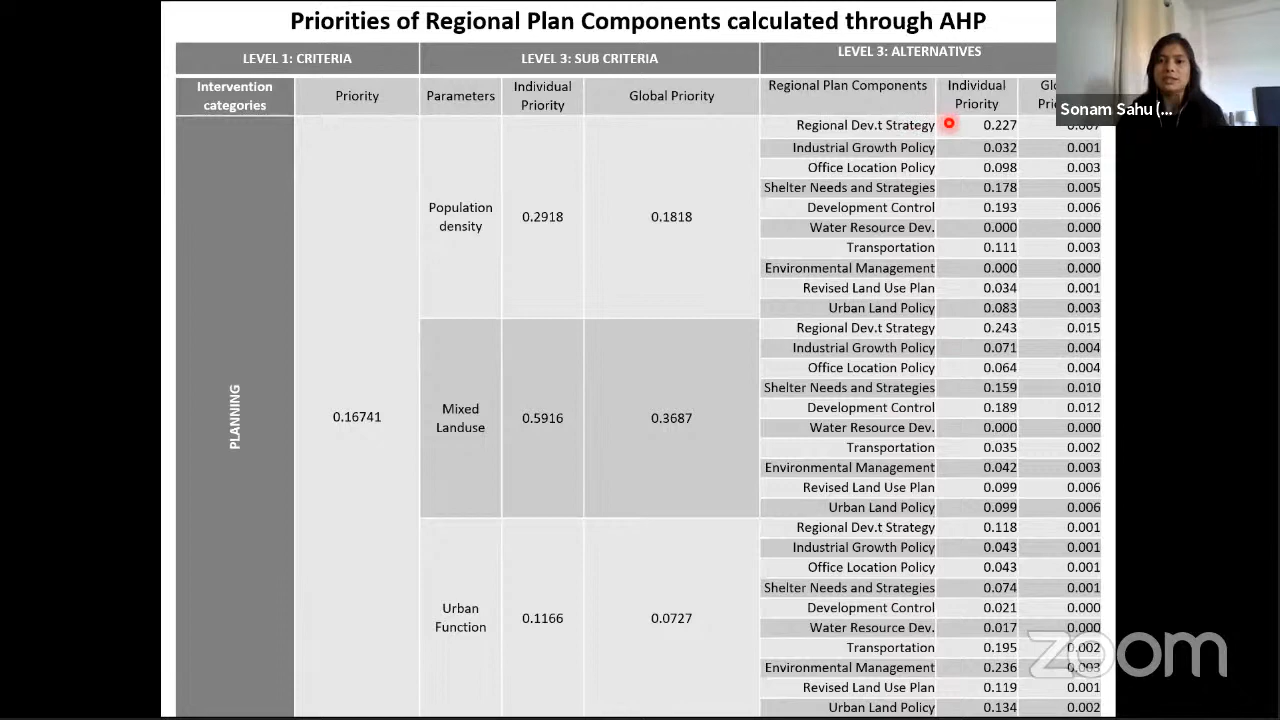 Priorities of Regional Plan Components calculated through AHP
LEVEL 1: CRITERIA LEVEL 3: SUB CRITERIA LEVEL 3: ALTERNATIVES
Intervention categories Priority Parameters Individual Priority Global Priority Regional Plan Components Individual Priority
Sonam Sahu (...
Regional Dev.t Strategy 0.227
Industrial Growth Policy 0.032 0.001
Office Location Policy 0.098 0.003
Shelter Needs and Strategies 0.178 0.005
Population density 0.2918 0.1818
Development Control 0.193 0.006
Water Resource Dev. 0.000 0.000
Transportation 0.111 0.003
Environmental Management 0.000 0.000
Revised Land Use Plan 0.034 0.001
Urban Land Policy 0.083 0.003
Regional Dev.t Strategy 0.243 0.015
Industrial Growth Policy 0.071 0.004
Office Location Policy 0.064 0.004
Shelter Needs and Strategies 0.159 0.010
PLANNING 0.16741 Mixed Landuse 0.5916 0.3687
Development Control 0.189 0.012
Water Resource Dev. 0.000 0.000
Transportation 0.035 0.002
Environmental Management 0.042 0.003
Revised Land Use Plan 0.099 0.006
Urban Land Policy 0.099 0.006
Regional Dev.t Strategy 0.118 0.001
Industrial Growth Policy 0.043 0.001
Office Location Policy 0.043 0.001
Shelter Needs and Strategies 0.074 0.001
Urban Function 0.1166 0.0727
Development Control 0.021 0.000
Water Resource Dev. 0.017 0.000
Transportation 0.195 0.002
Environmental Management 0.236 0.003
Revised Land Use Plan 0.119 0.001
Urban Land Policy 0.134 0.002
zoom